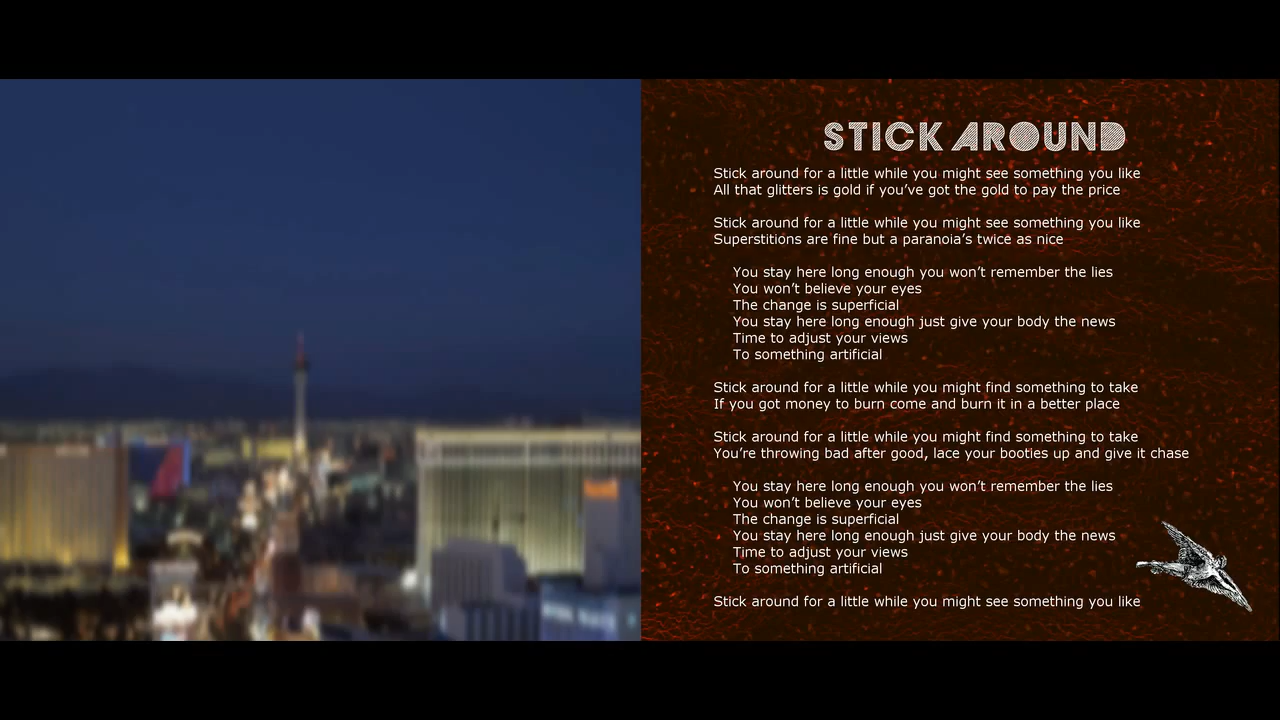 STICK AROUND
Stick around for a little while you might see something you like
All that glitters is gold if you’ve got the gold to pay the price
Stick around for a little while you might see something you like
Superstitions are fine but a paranoia’s twice as nice
You stay here long enough you won’t remember the lies
You won’t believe your eyes
The change is superficial
You stay here long enough just give your body the news
Time to adjust your views
To something artificial
Stick around for a little while you might find something to take
If you got money to burn come and burn it in a better place
Stick around for a little while you might find something to take
You’re throwing bad after good, lace your booties up and give it chase
You stay here long enough you won’t remember the lies
You won’t believe your eyes
The change is superficial
You stay here long enough just give your body the news
Time to adjust your views
To something artificial
Stick around for a little while you might see something you like